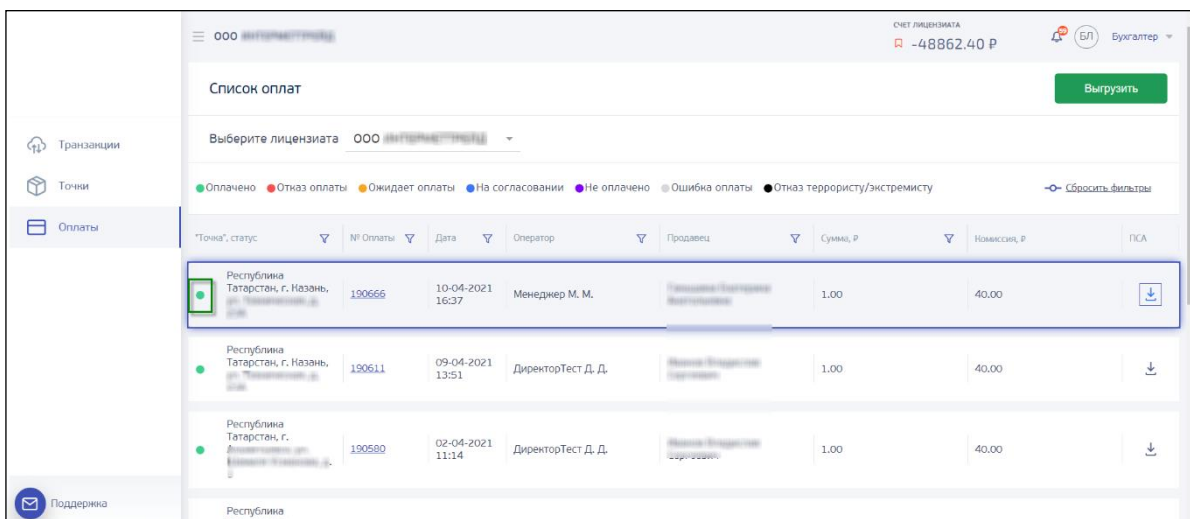 ООО
СЧЕТ ЛИЦЕНЗИАТА
-48862.40 ₽
БЛ
Бухгалтер
Список оплат
Выгрузить
Транзакции
Точки
Оплаты
Выберите лицензиата ООО
Оплачено Отказ оплаты Ожидает оплаты На согласовании Не оплачено Ошибка оплаты Отказ террористу/экстремисту
Сбросить фильтры
"Точка", статус № Оплаты Дата Оператор Продавец Сумма, ₽ Комиссия, ₽ ПСА
Республика
Татарстан, г. Казань,
190666
10-04-2021
16:37
Менеджер М. М.
1.00
40.00
Республика
Татарстан, г. Казань,
190611
09-04-2021
13:51
ДиректорТест Д. Д.
1.00
40.00
Республика
Татарстан, г.
190580
02-04-2021
11:14
ДиректорТест Д. Д.
1.00
40.00
Республика
Поддержка